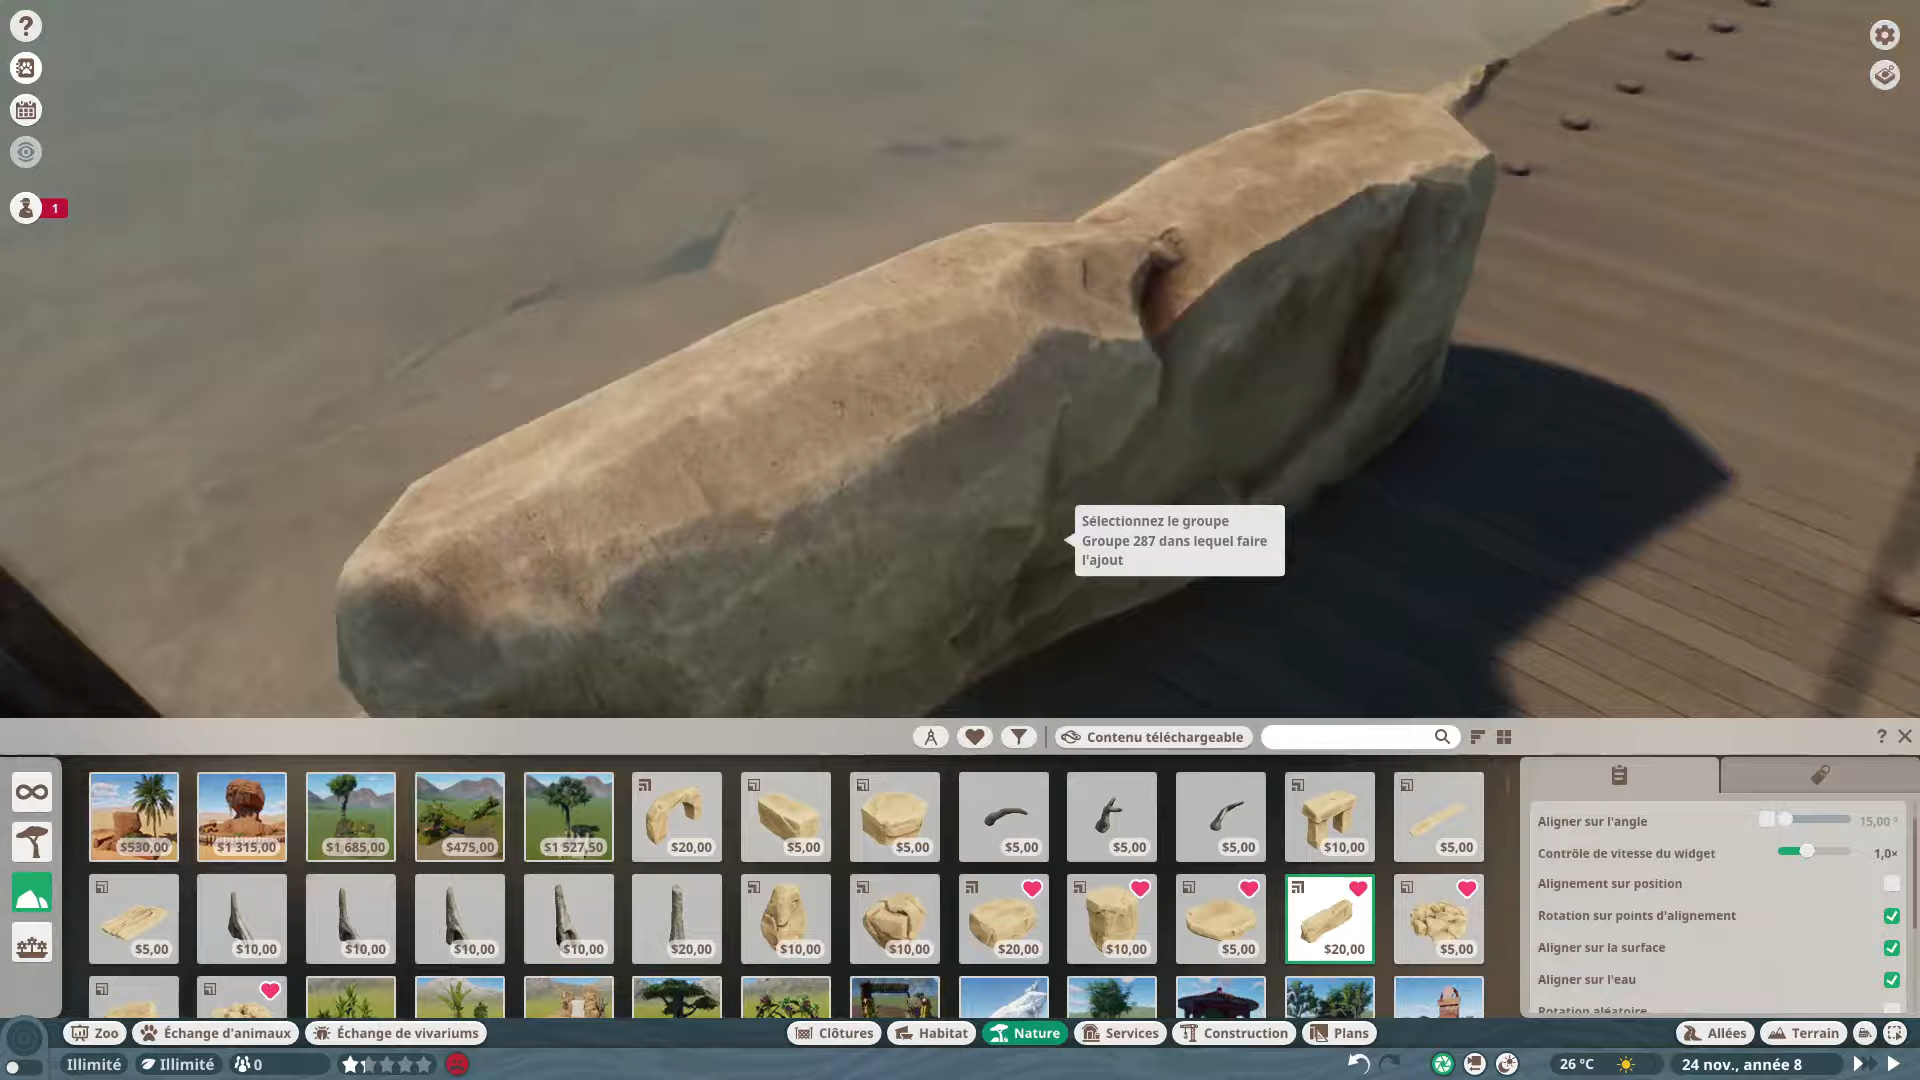 ?
1
Sélectionnez le groupe
Groupe 287 dans lequel faire
l'ajout
Contenu téléchargeable
?
$530,00
$1 315,00
$1 685,00
$475,00
$1 527,50
$20,00
$5,00
$5,00
$5,00
$5,00
$5,00
$10,00
$5,00
$5,00
$10,00
$10,00
$10,00
$10,00
$20,00
$10,00
$10,00
$20,00
$10,00
$5,00
$20,00
$5,00
Aligner sur l'angle 15,00 °
Contrôle de vitesse du widget 1,0×
Alignement sur position
Rotation sur points d'alignement
Aligner sur la surface
Aligner sur l'eau
Rotation aléatoire
Zoo
Échange d'animaux
Échange de vivariums
Clôtures
Habitat
Nature
Services
Construction
Plans
Allées
Terrain
Illimité
Illimité
0
26 °C
24 nov., année 8